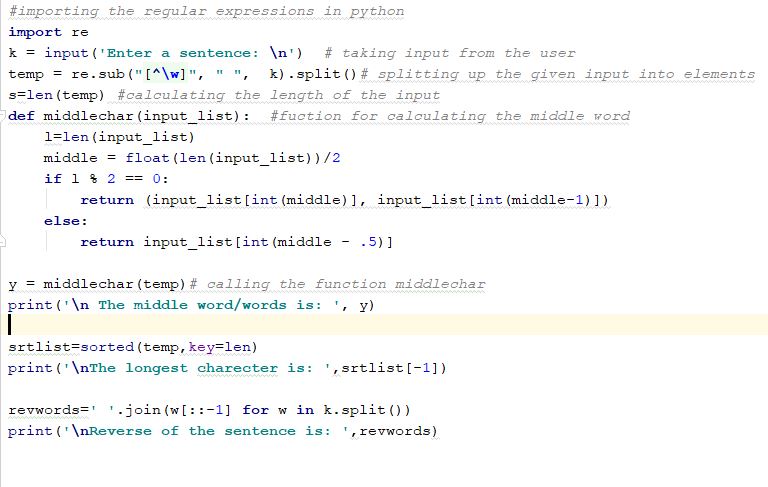 #importing the regular expressions in python
import re
k = input('Enter a sentence: \n')  # taking input from the user
temp = re.sub("[^\w]", " ",  k).split()# splitting up the given input into elements
s=len(temp) #calculating the length of the input
def middlechar(input_list):  #fuction for calculating the middle word
    l=len(input_list)
    middle = float(len(input_list))/2
    if l % 2 == 0:
        return (input_list[int(middle)], input_list[int(middle-1)])
    else:
        return input_list[int(middle - .5)]
y = middlechar(temp)# calling the function middlechar
print('\n The middle word/words is: ', y)
srtlist=sorted(temp,key=len)
print('\nThe longest charecter is: ',srtlist[-1])
revwords=' '.join(w[::-1] for w in k.split())
print('\nReverse of the sentence is: ',revwords)